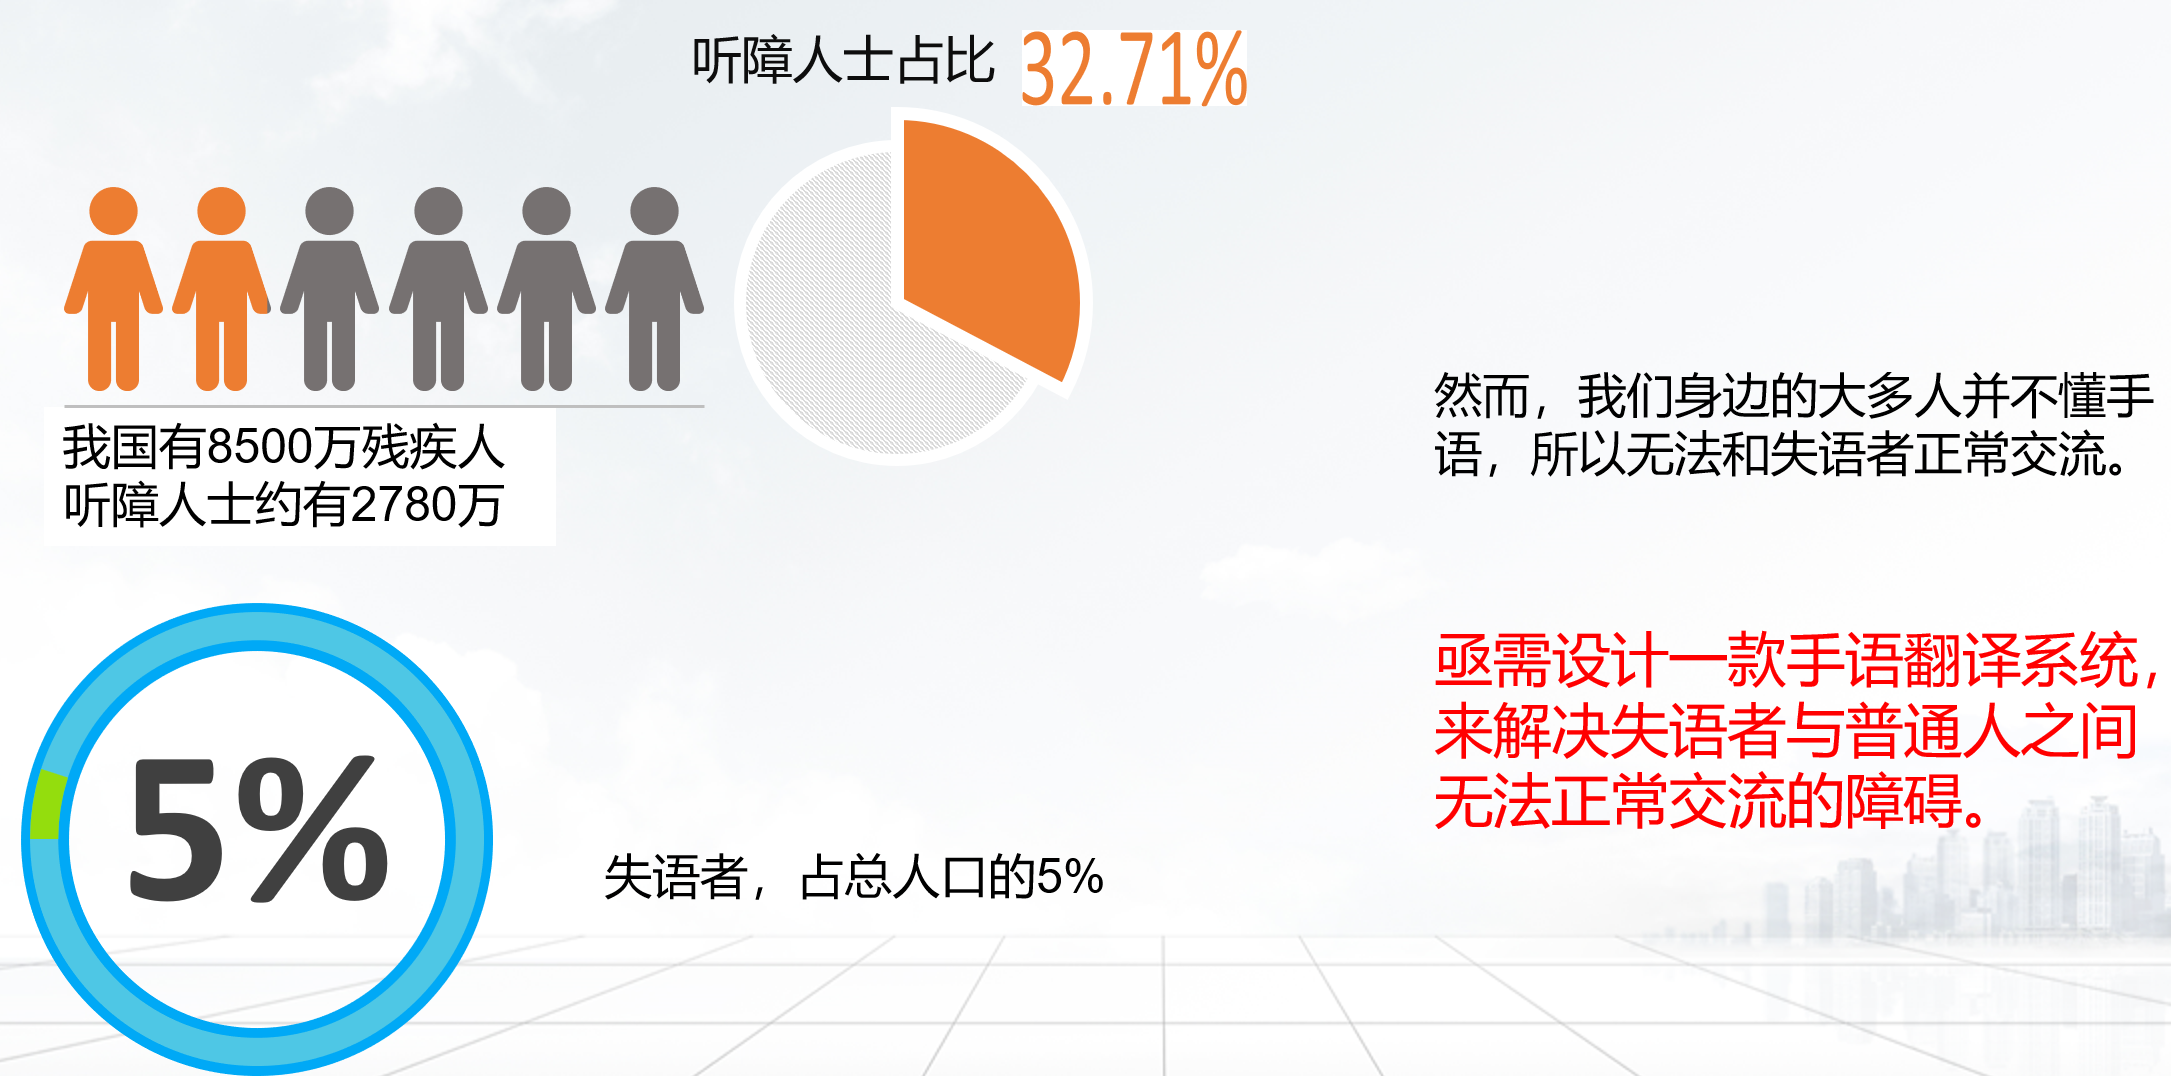 听障人士占比 32.71%
我国有8500万残疾人
听障人士约有2780万
然而，我们身边的大多人并不懂手
语，所以无法和失语者正常交流。
5%
失语者，占总人口的5%
亟需设计一款手语翻译系统，
来解决失语者与普通人之间
无法正常交流的障碍。